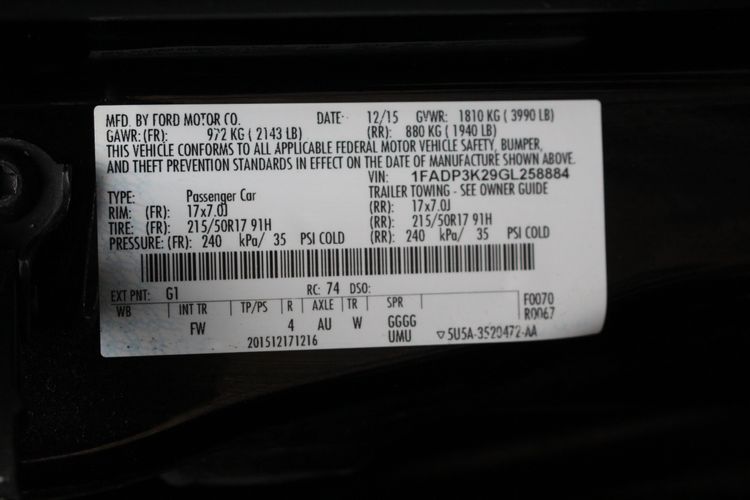 MFD. BY FORD MOTOR CO. DATE: 12/15 GVWR: 1810 KG ( 3990 LB)
GAWR: (FR): 972 KG ( 2143 LB) (RR): 880 KG ( 1940 LB)
THIS VEHICLE CONFORMS TO ALL APPLICABLE FEDERAL MOTOR VEHICLE SAFETY, BUMPER,
AND THEFT PREVENTION STANDARDS IN EFFECT ON THE DATE OF MANUFACTURE SHOWN ABOVE.
VIN: 1FADP3K29GL258884
TYPE: Passenger Car TRAILER TOWING - SEE OWNER GUIDE
RIM: (FR): 17x7.0J (RR): 17x7.0J
TIRE: (FR): 215/50R17 91H (RR): 215/50R17 91H
PRESSURE: (FR): 240 kPa/ 35 PSI COLD (RR): 240 kPa/ 35 PSI COLD
EXT PNT: G1 RC: 74 DSO:
WB INT TR TP/PS R AXLE TR SPR F0070
R0067
FW 4 AU W GGGG
UMU
201512171216 ▽5U5A-3520472-AA